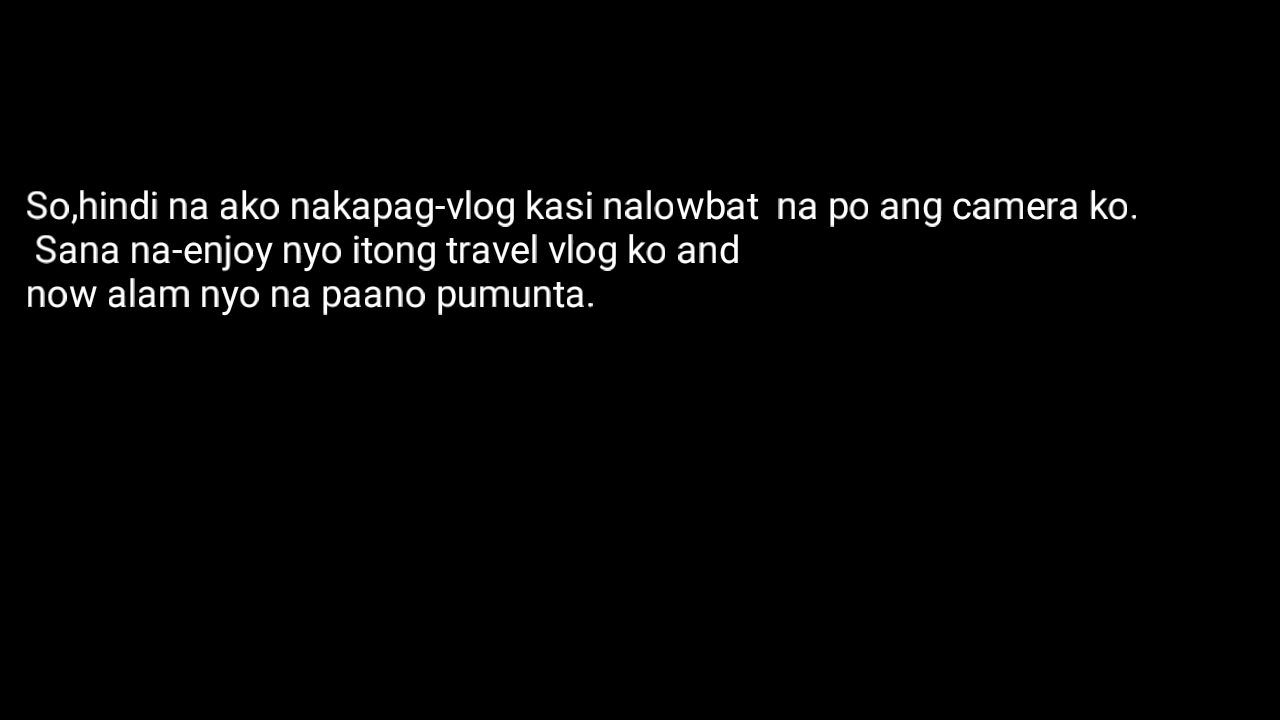 So,hindi na ako nakapag-vlog kasi nalowbat  na po ang camera ko.
Sana na-enjoy nyo itong travel vlog ko and
now alam nyo na paano pumunta.